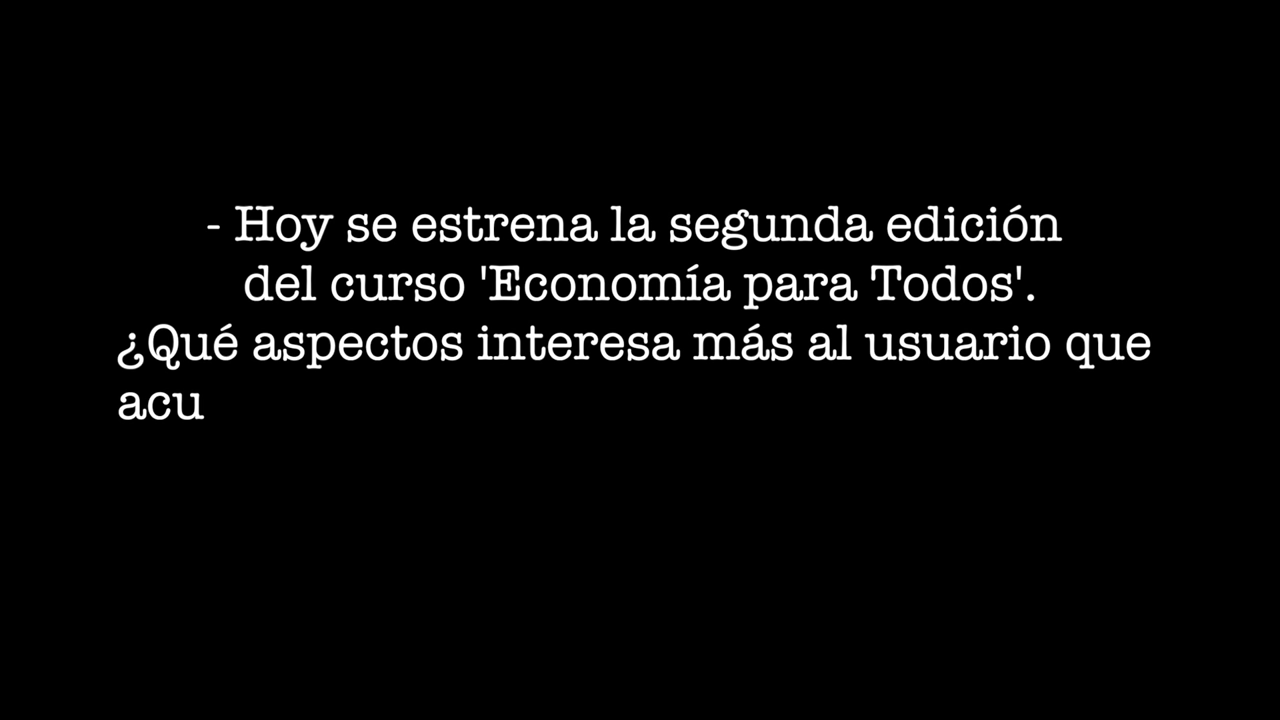 - Hoy se estrena la segunda edición
del curso 'Economía para Todos'.
¿Qué aspectos interesa más al usuario que
acu